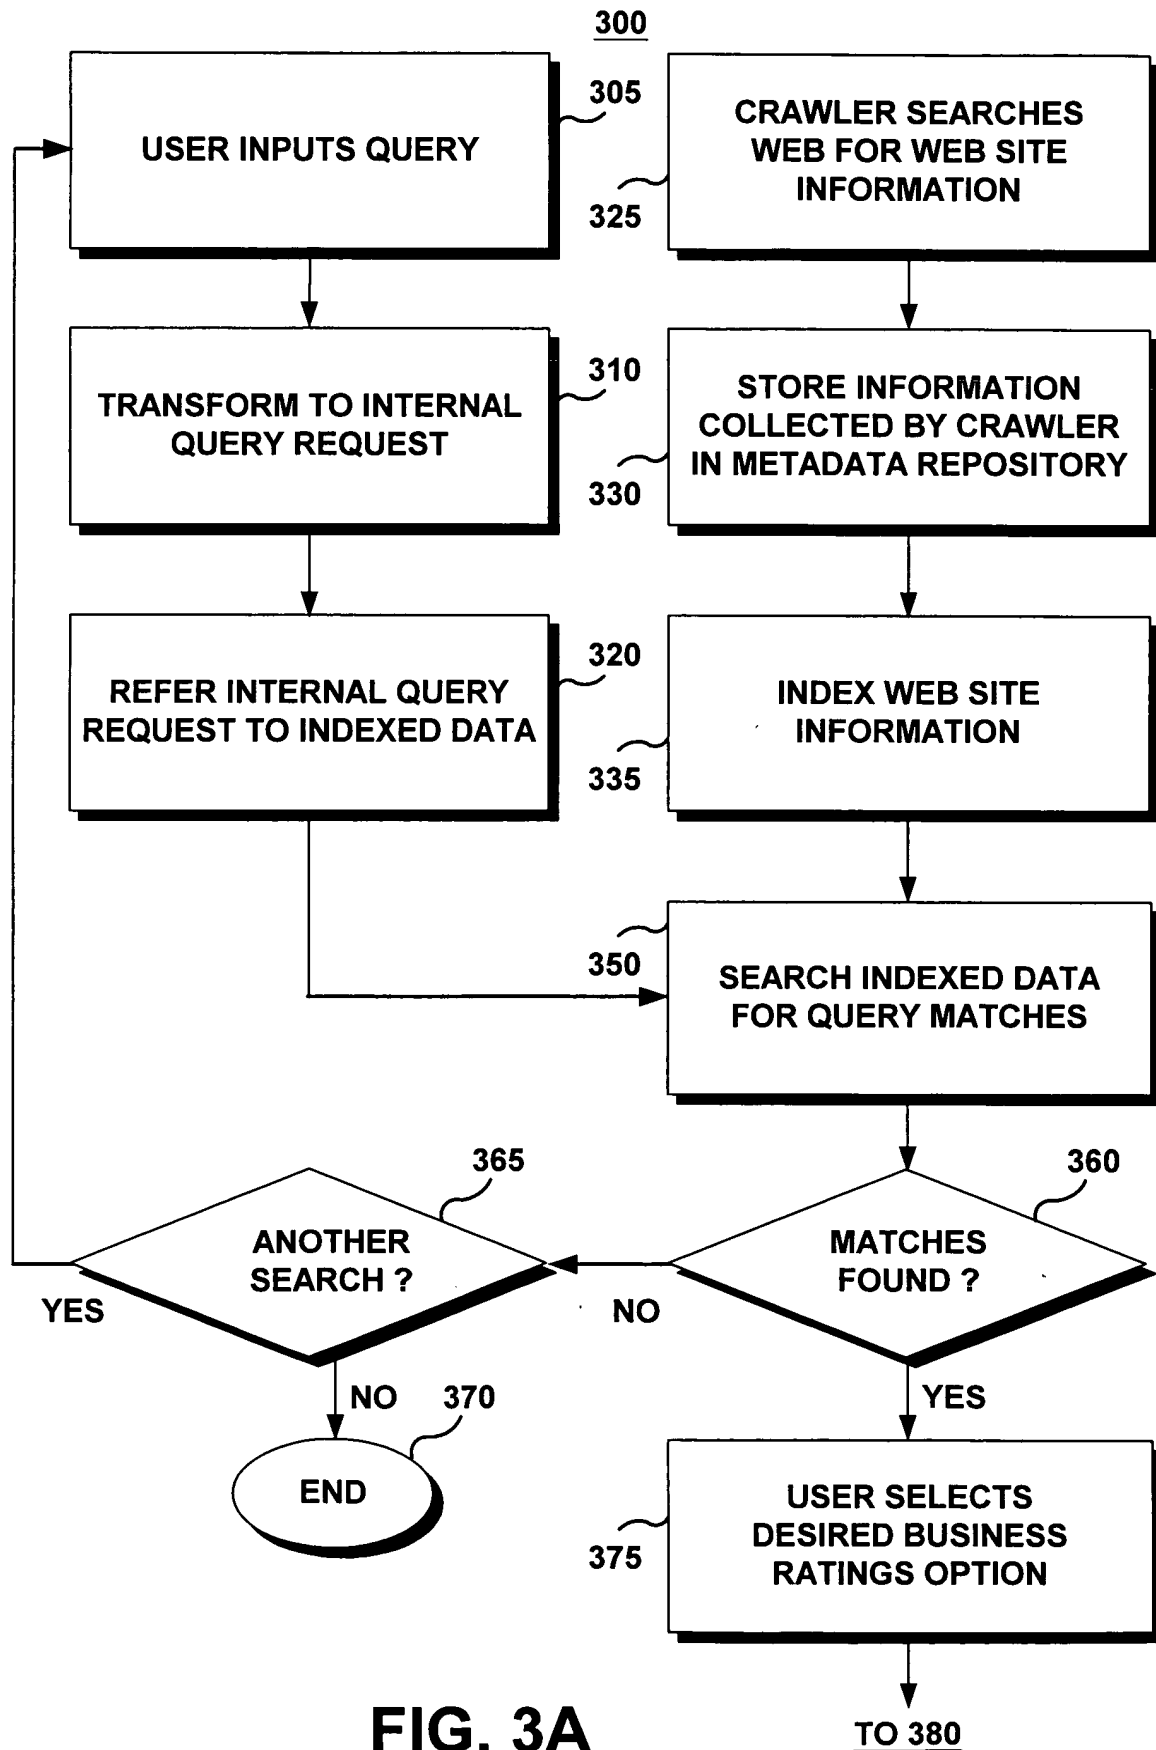 300
305
USER INPUTS QUERY
CRAWLER SEARCHES
WEB FOR WEB SITE
INFORMATION
325
310
TRANSFORM TO INTERNAL
QUERY REQUEST
STORE INFORMATION
COLLECTED BY CRAWLER
IN METADATA REPOSITORY
330
320
REFER INTERNAL QUERY
REQUEST TO INDEXED DATA
INDEX WEB SITE
INFORMATION
335
350
SEARCH INDEXED DATA
FOR QUERY MATCHES
365
ANOTHER
SEARCH ?
YES
360
MATCHES
FOUND ?
NO
NO
370
END
YES
USER SELECTS
DESIRED BUSINESS
RATINGS OPTION
375
FIG. 3A
TO 380